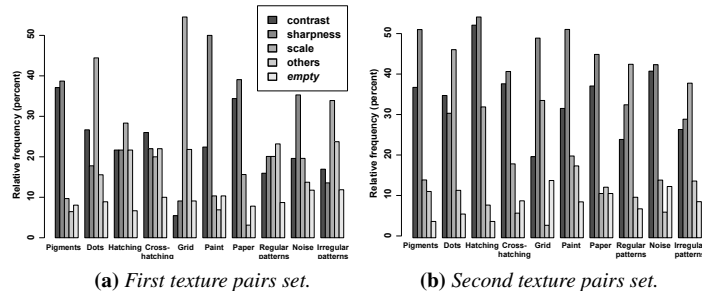 Relative frequency (percent)
0 10 20 30 40 50
contrast
sharpness
scale
others
empty
Pigments Dots Hatching Cross-hatching Grid Paint Paper Regular patterns Noise Irregular patterns
(a) First texture pairs set.
Relative frequency (percent)
0 10 20 30 40 50
Pigments Dots Hatching Cross-hatching Grid Paint Paper Regular patterns Noise Irregular patterns
(b) Second texture pairs set.